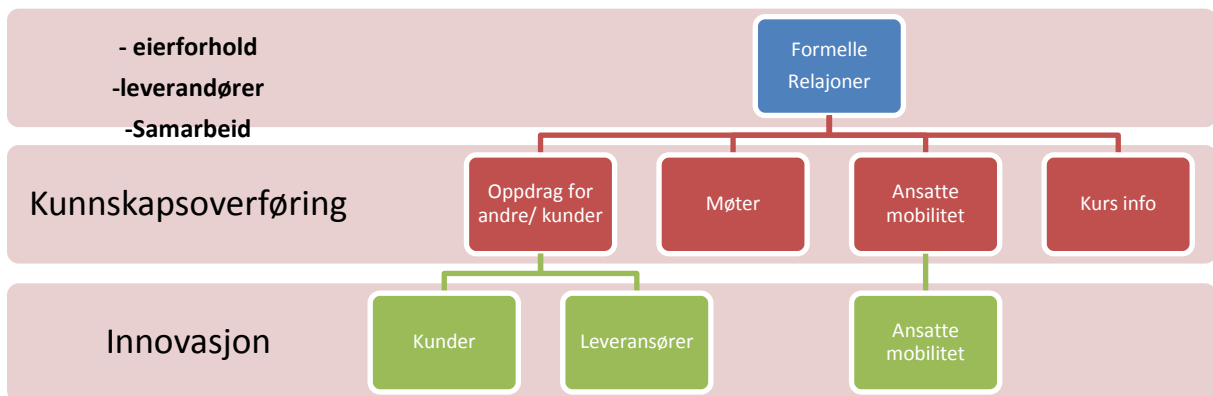 - eierforhold
-leverandører
-Samarbeid
Formelle
Relajoner
Kunnskapsoverføring
Oppdrag for
andre/ kunder
Møter
Ansatte
mobilitet
Kurs info
Innovasjon
Kunder
Leveransører
Ansatte
mobilitet